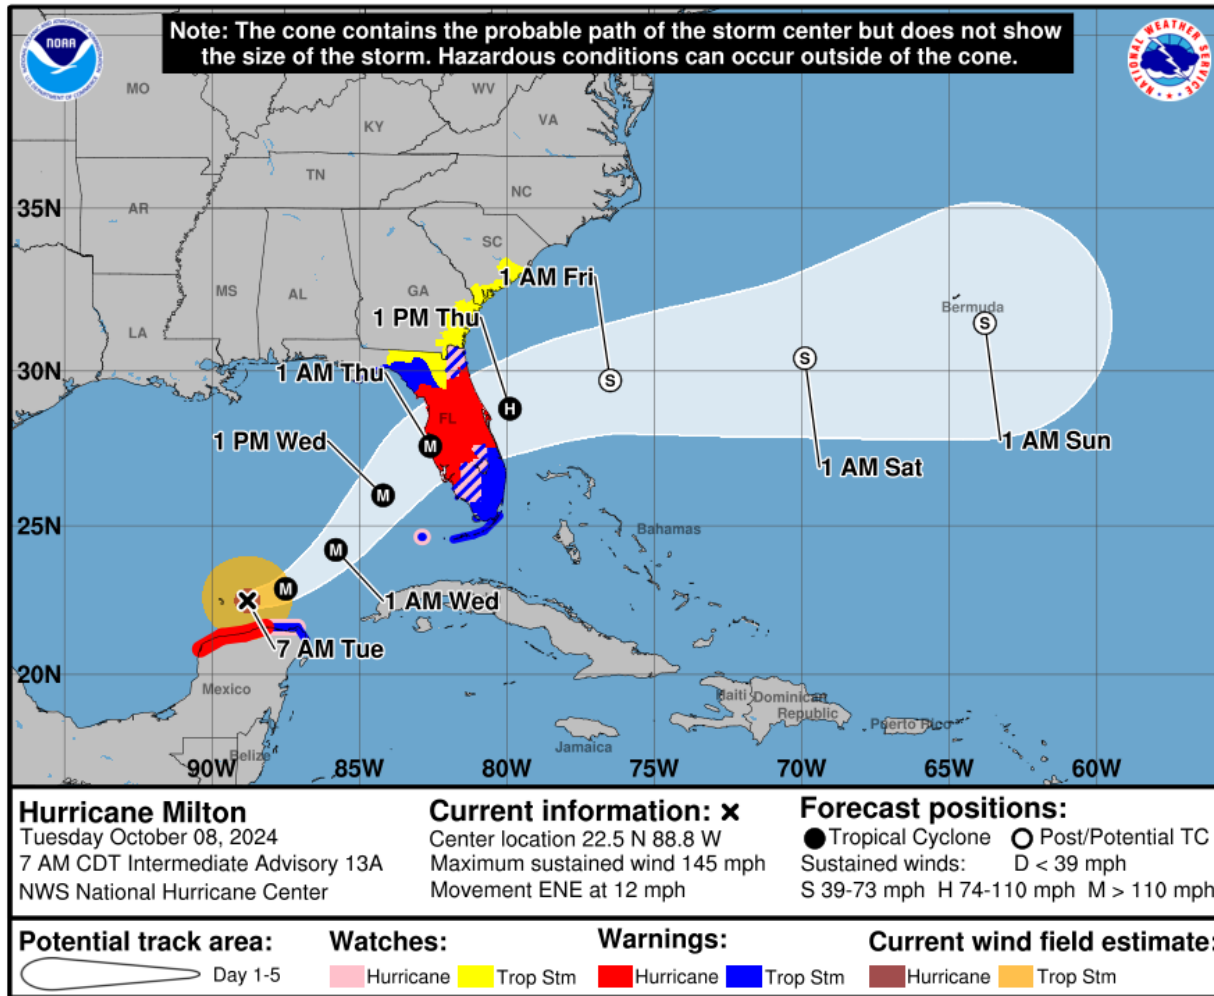 Note: The cone contains the probable path of the storm center but does not show
the size of the storm. Hazardous conditions can occur outside of the cone.
NOAA
NATIONAL WEATHER SERVICE
MO
WV
KY
VA
TN
NC
35N
AR
SC
1 AM Fri
MS
AL
GA
Bermuda
LA
1 PM Thu
S
30N
1 AM Thu
S
S
H
FL
1 PM Wed
M
1 AM Sun
1 AM Sat
M
25N
Bahamas
M
M
1 AM Wed
7 AM Tue
20N
Mexico
Haiti
Dominican
Republic
Puerto Rico
Jamaica
Belize
90W
85W
80W
75W
70W
65W
60W
Hurricane Milton
Tuesday October 08, 2024
7 AM CDT Intermediate Advisory 13A
NWS National Hurricane Center
Current information: ×
Center location 22.5 N 88.8 W
Maximum sustained wind 145 mph
Movement ENE at 12 mph
Forecast positions:
Tropical Cyclone Post/Potential TC
Sustained winds: D < 39 mph
S 39-73 mph H 74-110 mph M > 110 mph
Potential track area:
Day 1-5
Watches:
Hurricane Trop Stm
Warnings:
Hurricane Trop Stm
Current wind field estimate:
Hurricane Trop Stm